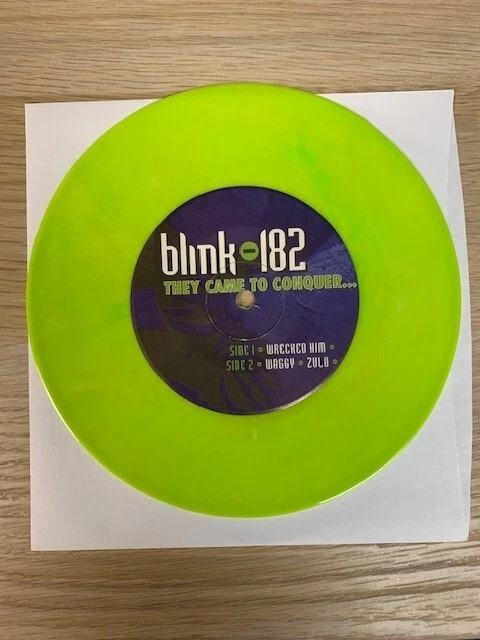 blink-182
THEY CAME TO CONQUER...
SIDE 1 • WRECKED HIM •
SIDE 2 • WAGGY • ZULU •